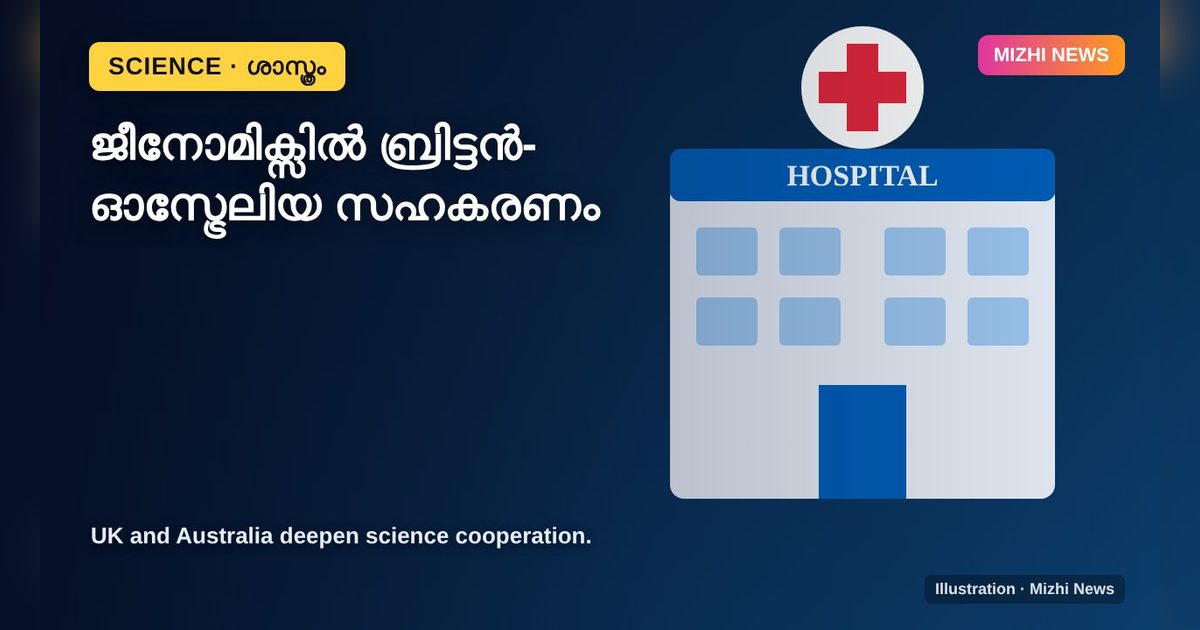 SCIENCE · ശാസ്ത്രം
MIZHI NEWS
ജീനോമിക്സിൽ ബ്രിട്ടൻ-
ഓസ്ട്രേലിയ സഹകരണം
HOSPITAL
UK and Australia deepen science cooperation.
Illustration · Mizhi News